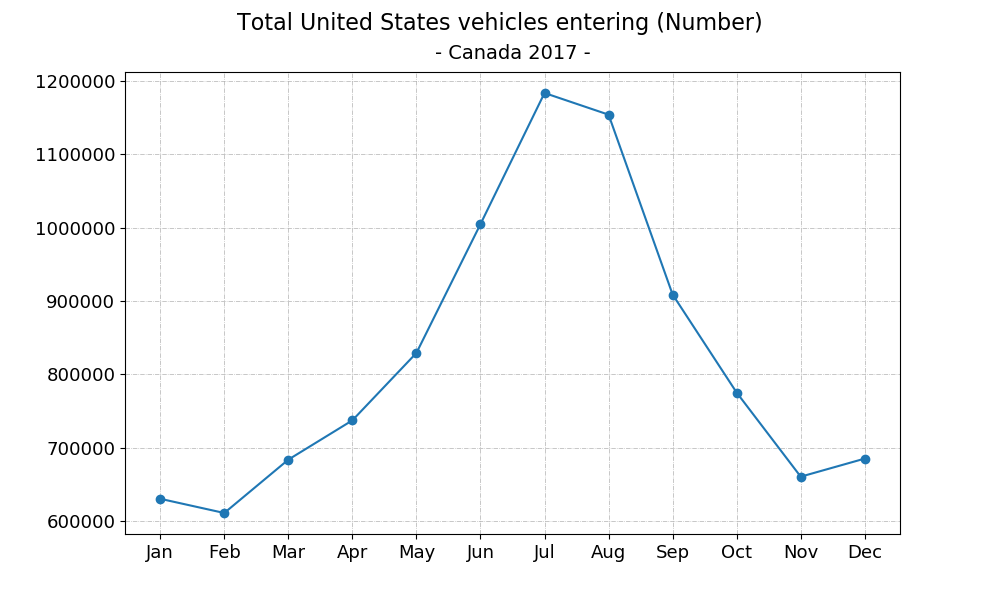 Total United States vehicles entering (Number)
- Canada 2017 -
1200000
1100000
1000000
900000
800000
700000
600000
Jan Feb Mar Apr May Jun Jul Aug Sep Oct Nov Dec